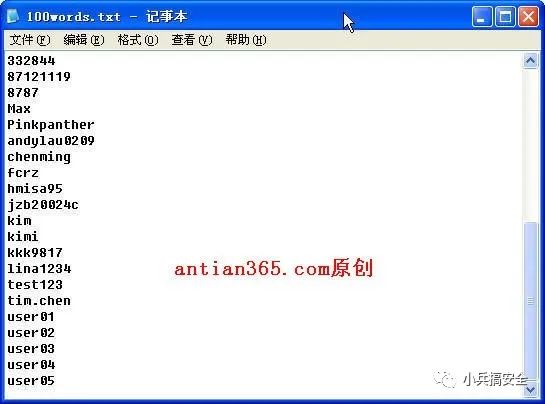 100words.txt - 记事本
文件(F) 编辑(E) 格式(O) 查看(V) 帮助(H)
332844
87121119
8787
Max
Pinkpanther
andylau0209
chenming
fcrz
hmisa95
jzb20024c
kim
kimi
kkk9817
lina1234
antian365.com原创
test123
tim.chen
user01
user02
user03
user04
user05
小兵搞安全